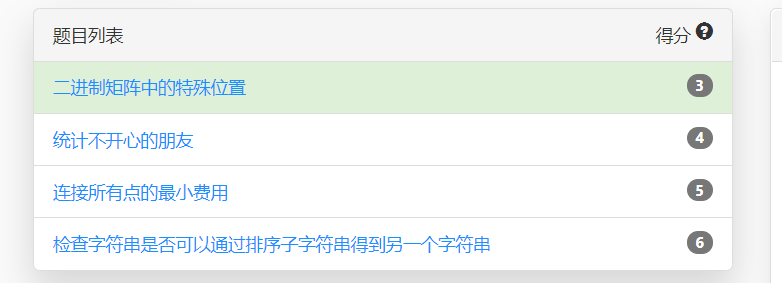 题目列表 得分 ?
二进制矩阵中的特殊位置 3
统计不开心的朋友 4
连接所有点的最小费用 5
检查字符串是否可以通过排序子字符串得到另一个字符串 6